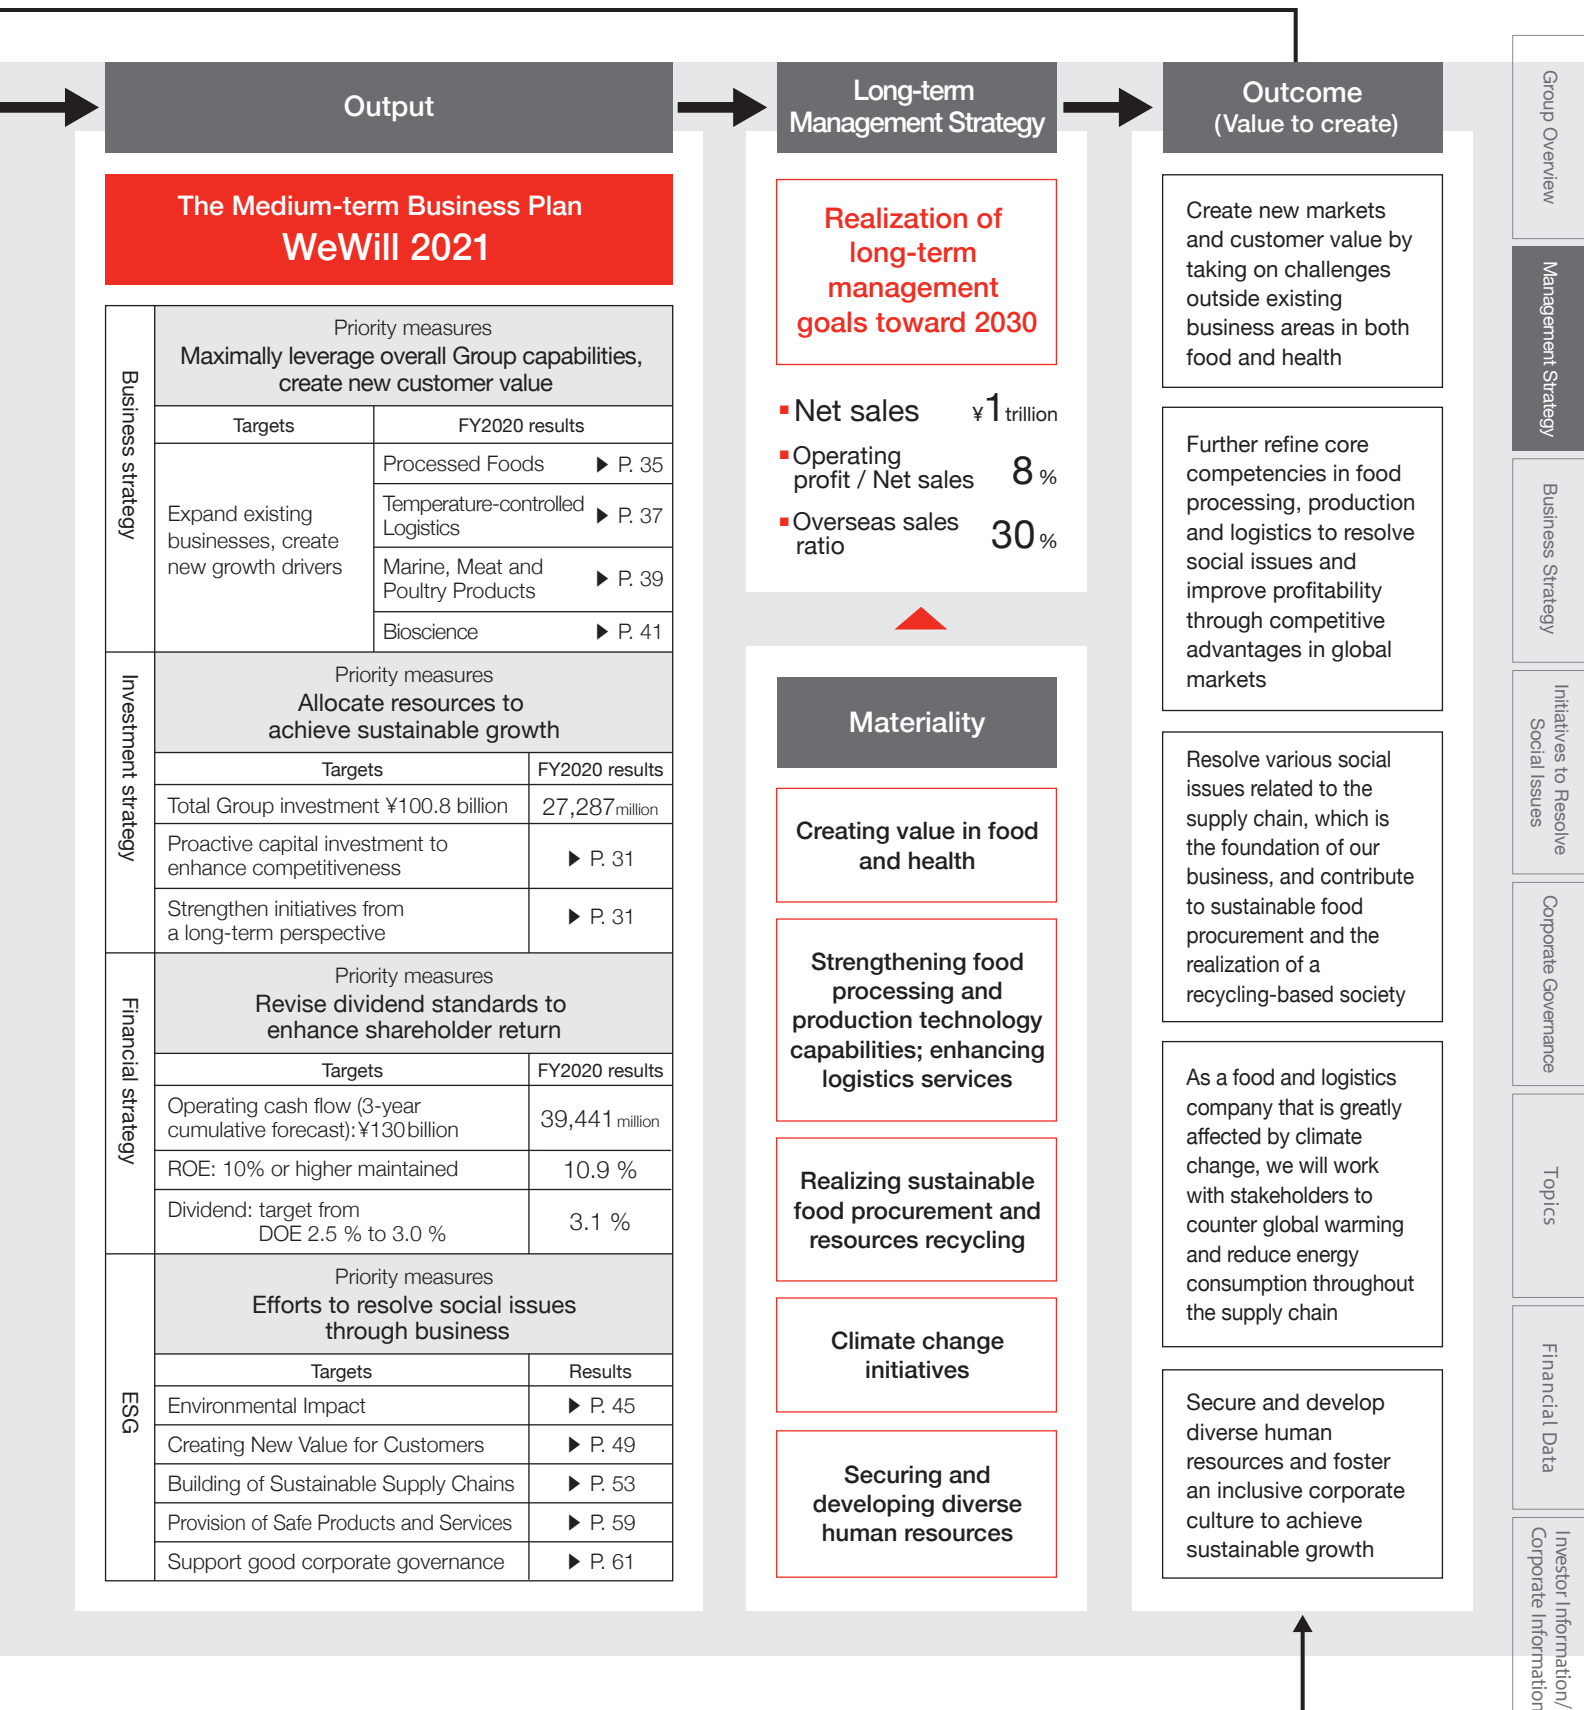 Output
The Medium-term Business Plan
WeWill 2021
Business strategy
Priority measures
Maximally leverage overall Group capabilities,
create new customer value
Targets
FY2020 results
Expand existing
businesses, create
new growth drivers
Processed Foods ▶ P. 35
Temperature-controlled
Logistics ▶ P. 37
Marine, Meat and
Poultry Products ▶ P. 39
Bioscience ▶ P. 41
Investment strategy
Priority measures
Allocate resources to
achieve sustainable growth
Targets
FY2020 results
Total Group investment ¥100.8 billion
27,287 million
Proactive capital investment to
enhance competitiveness
▶ P. 31
Strengthen initiatives from
a long-term perspective
▶ P. 31
Financial strategy
Priority measures
Revise dividend standards to
enhance shareholder return
Targets
FY2020 results
Operating cash flow (3-year
cumulative forecast): ¥130 billion
39,441 million
ROE: 10% or higher maintained
10.9 %
Dividend: target from
DOE 2.5 % to 3.0 %
3.1 %
ESG
Priority measures
Efforts to resolve social issues
through business
Targets
Results
Environmental Impact
▶ P. 45
Creating New Value for Customers
▶ P. 49
Building of Sustainable Supply Chains
▶ P. 53
Provision of Safe Products and Services
▶ P. 59
Support good corporate governance
▶ P. 61
Long-term
Management Strategy
Realization of
long-term
management
goals toward 2030
Net sales ¥1 trillion
Operating
profit / Net sales 8 %
Overseas sales
ratio 30 %
Materiality
Creating value in food
and health
Strengthening food
processing and
production technology
capabilities; enhancing
logistics services
Realizing sustainable
food procurement and
resources recycling
Climate change
initiatives
Securing and
developing diverse
human resources
Outcome
(Value to create)
Create new markets
and customer value by
taking on challenges
outside existing
business areas in both
food and health
Further refine core
competencies in food
processing, production
and logistics to resolve
social issues and
improve profitability
through competitive
advantages in global
markets
Resolve various social
issues related to the
supply chain, which is
the foundation of our
business, and contribute
to sustainable food
procurement and the
realization of a
recycling-based society
As a food and logistics
company that is greatly
affected by climate
change, we will work
with stakeholders to
counter global warming
and reduce energy
consumption throughout
the supply chain
Secure and develop
diverse human
resources and foster
an inclusive corporate
culture to achieve
sustainable growth
Group Overview
Management Strategy
Business Strategy
Initiatives to Resolve
Social Issues
Corporate Governance
Topics
Financial Data
Investor Information/
Corporate Information